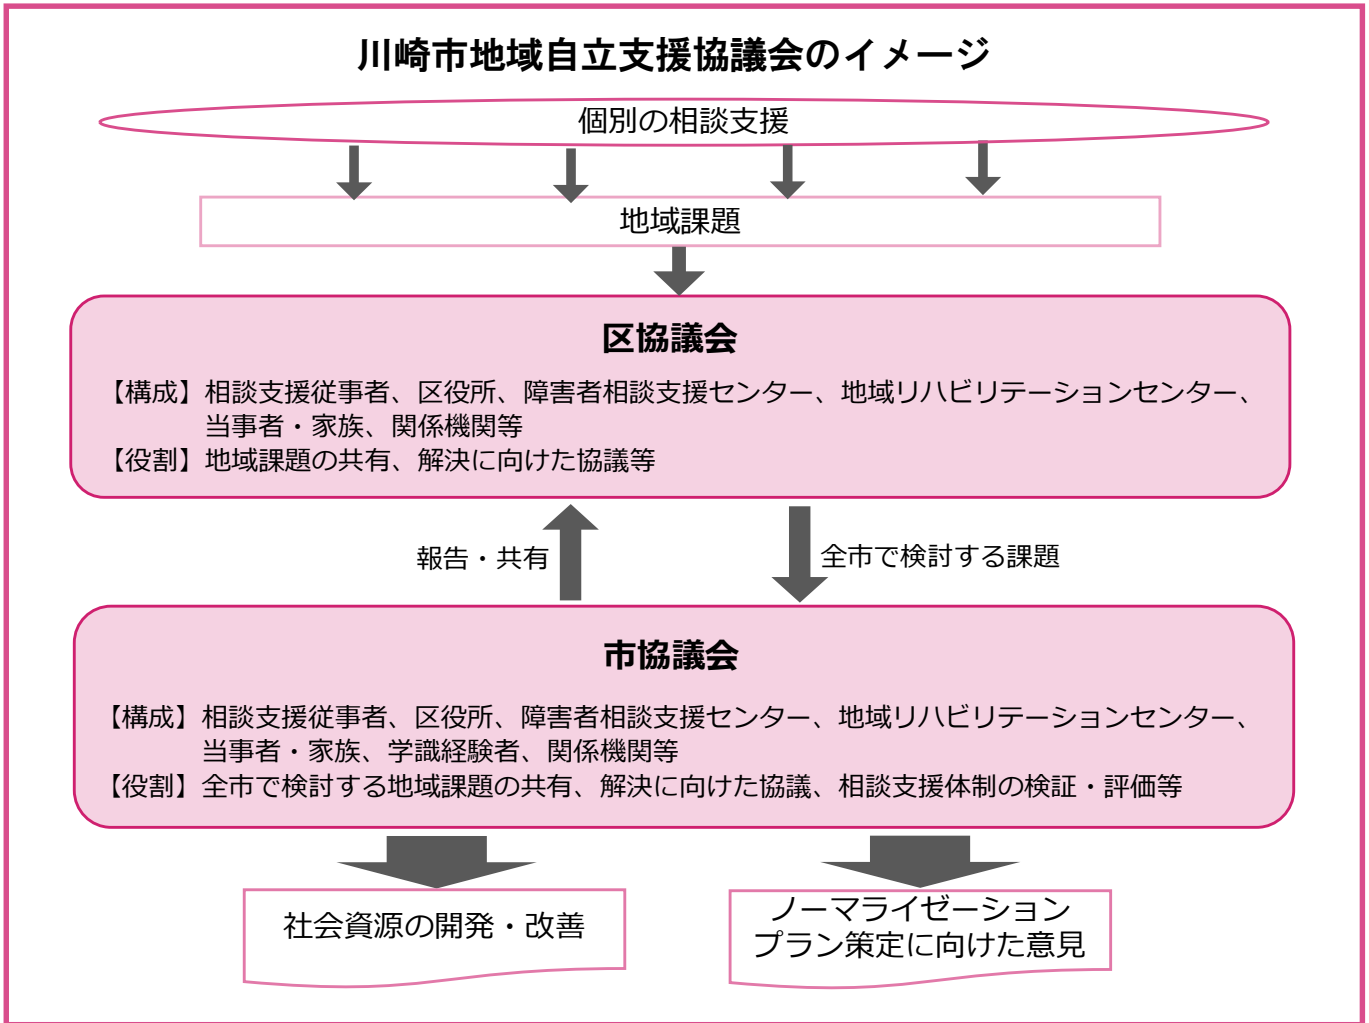 川崎市地域自立支援協議会のイメージ
個別の相談支援
地域課題
区協議会
【構成】相談支援従事者、区役所、障害者相談支援センター、地域リハビリテーションセンター、
当事者・家族、関係機関等
【役割】地域課題の共有、解決に向けた協議等
報告・共有
全市で検討する課題
市協議会
【構成】相談支援従事者、区役所、障害者相談支援センター、地域リハビリテーションセンター、
当事者・家族、学識経験者、関係機関等
【役割】全市で検討する地域課題の共有、解決に向けた協議、相談支援体制の検証・評価等
社会資源の開発・改善
ノーマライゼーション
プラン策定に向けた意見